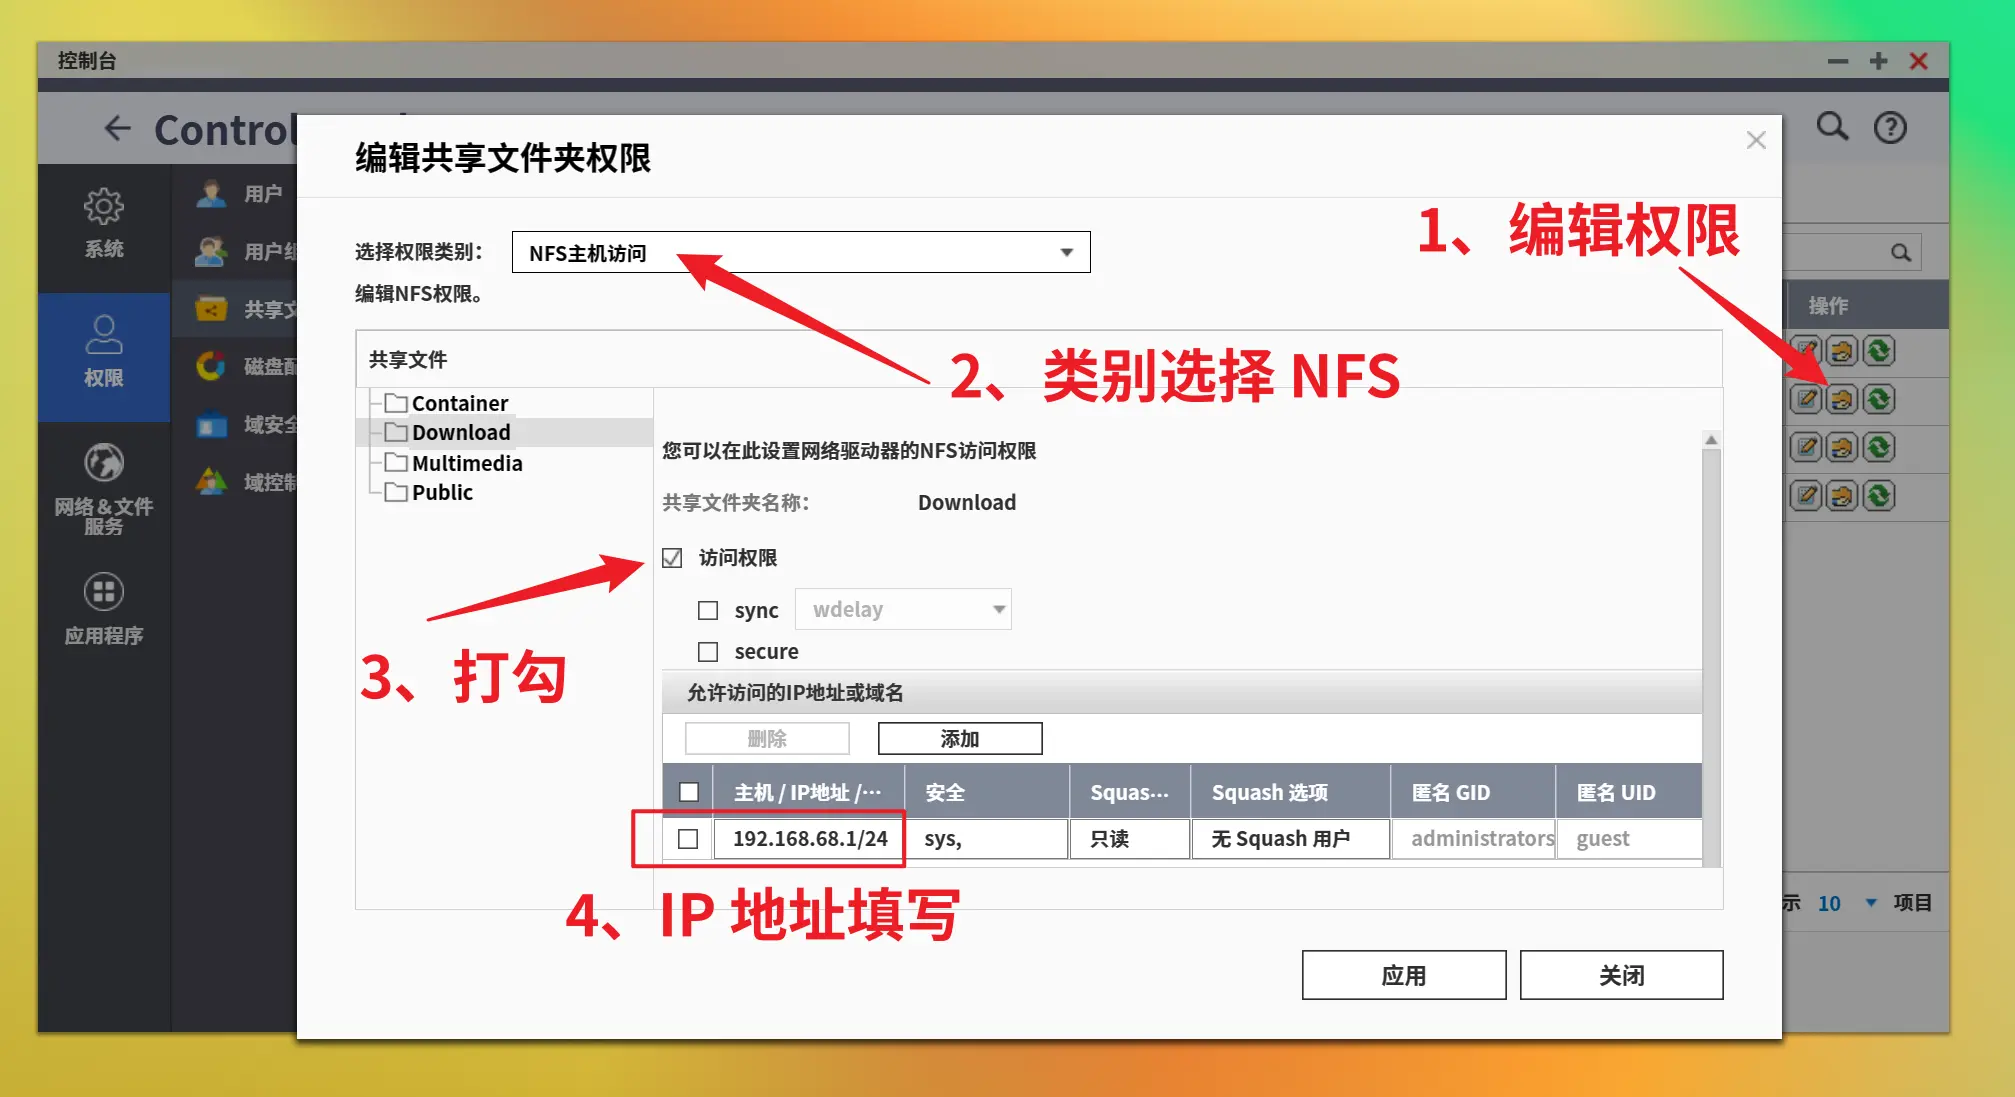 控制台
Control
编辑共享文件夹权限
系统
权限
网络&文件
服务
应用程序
用户
用户组
共享文
磁盘配
域安全
域控制
1、编辑权限
操作
选择权限类别：
NFS主机访问
编辑NFS权限。
2、类别选择 NFS
共享文件
Container
Download
Multimedia
Public
您可以在此设置网络驱动器的NFS访问权限
共享文件夹名称：
Download
访问权限
sync
wdelay
secure
3、打勾
允许访问的IP地址或域名
删除
添加
主机 / IP地址 /…
安全
Squas…
Squash 选项
匿名 GID
匿名 UID
192.168.68.1/24
sys,
只读
无 Squash 用户
administrators
guest
4、IP 地址填写
示
10
项目
应用
关闭